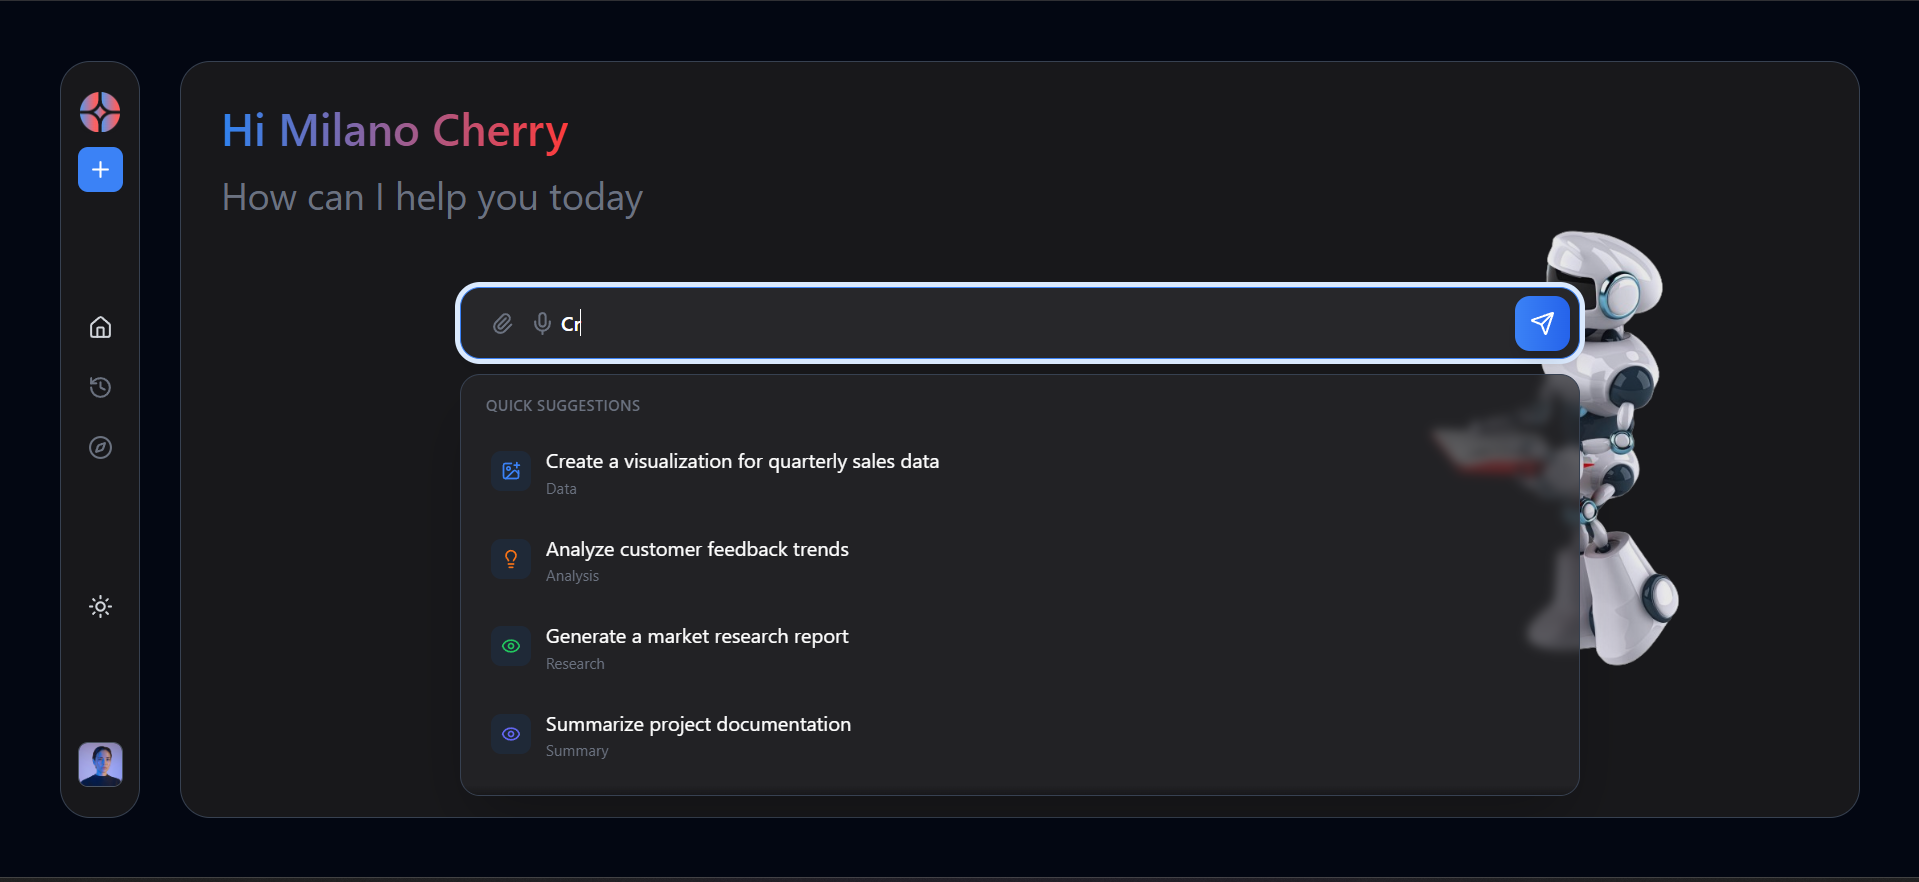 Hi Milano Cherry
How can I help you today
Cr
QUICK SUGGESTIONS
Create a visualization for quarterly sales data
Data
Analyze customer feedback trends
Analysis
Generate a market research report
Research
Summarize project documentation
Summary